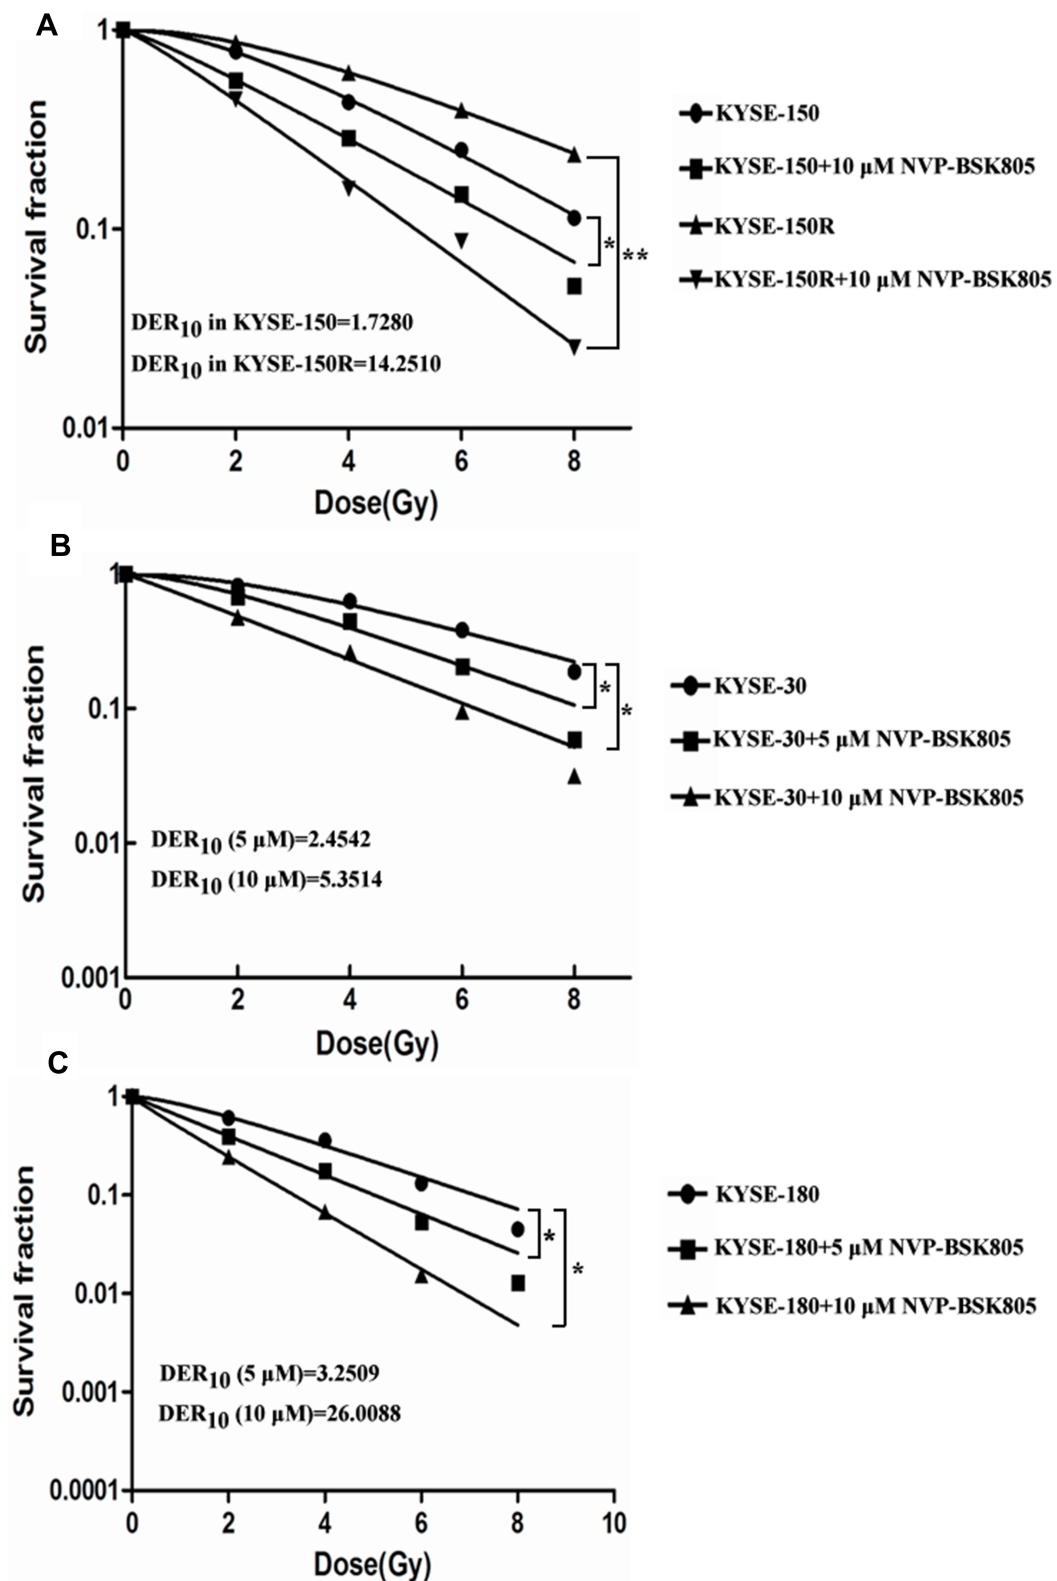 A
1
0.1
0.01
Survival fraction
0
2
4
6
8
Dose(Gy)
DER10 in KYSE-150=1.7280
DER10 in KYSE-150R=14.2510
*
**
KYSE-150
KYSE-150+10 µM NVP-BSK805
KYSE-150R
KYSE-150R+10 µM NVP-BSK805
B
1
0.1
0.01
0.001
Survival fraction
0
2
4
6
8
Dose(Gy)
DER10 (5 µM)=2.4542
DER10 (10 µM)=5.3514
*
*
KYSE-30
KYSE-30+5 µM NVP-BSK805
KYSE-30+10 µM NVP-BSK805
C
1
0.1
0.01
0.001
0.0001
Survival fraction
0
2
4
6
8
10
Dose(Gy)
DER10 (5 µM)=3.2509
DER10 (10 µM)=26.0088
*
*
KYSE-180
KYSE-180+5 µM NVP-BSK805
KYSE-180+10 µM NVP-BSK805